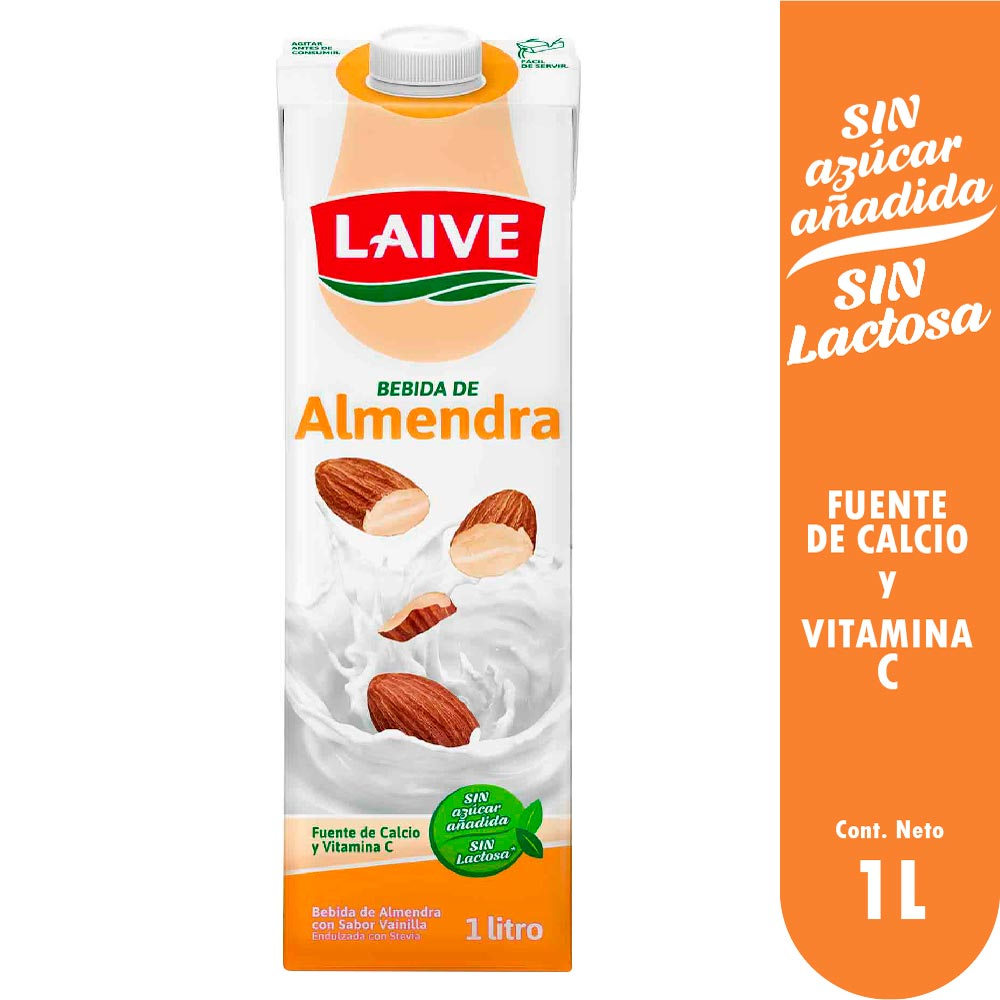 AGITAR
ANTES DE
CONSUMIR.
FÁCIL
DE SERVIR.
LAIVE
BEBIDA DE
Almendra
Fuente de Calcio
y Vitamina C
SIN
azúcar
añadida
SIN
Lactosa*
Bebida de Almendra
con Sabor Vainilla
Endulzada con Stevia
1 litro
SIN
azúcar
añadida
SIN
Lactosa
FUENTE
DE CALCIO
y
VITAMINA
C
Cont. Neto
1L